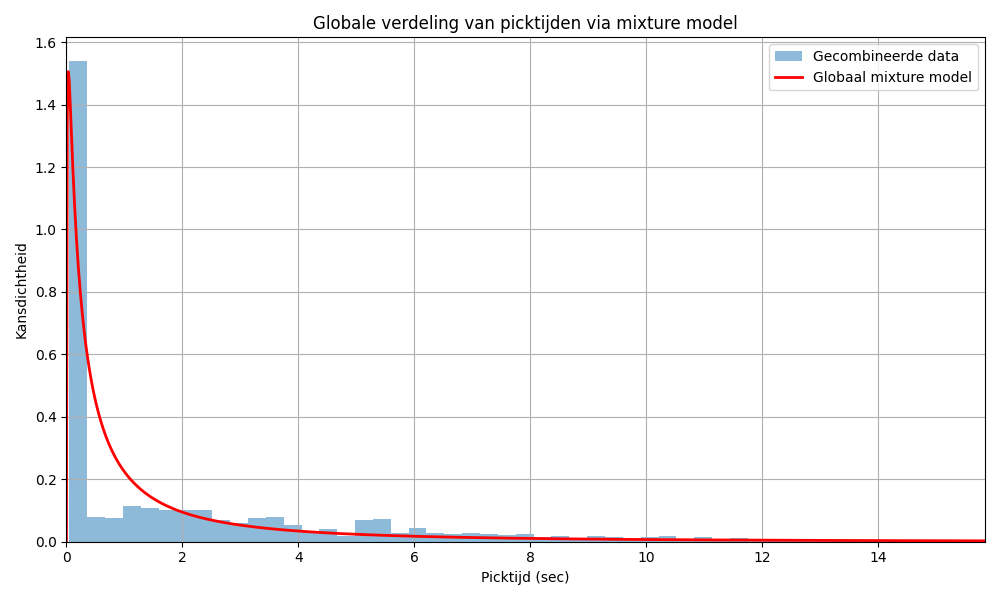 Globale verdeling van picktijden via mixture model
Gecombineerde data
Globaal mixture model
1.6
1.4
1.2
1.0
0.8
0.6
0.4
0.2
0.0
Kansdichtheid
0 2 4 6 8 10 12 14
Picktijd (sec)